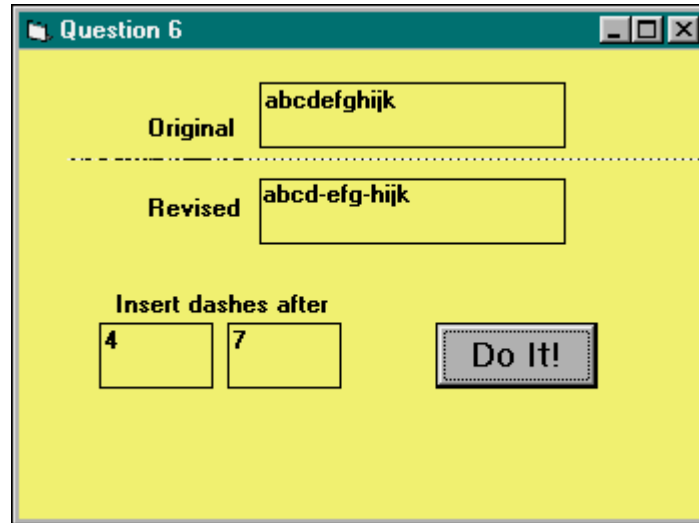 Question 6
Original abcdefghijk
Revised abcd-efg-hijk
Insert dashes after
4 7 Do It!